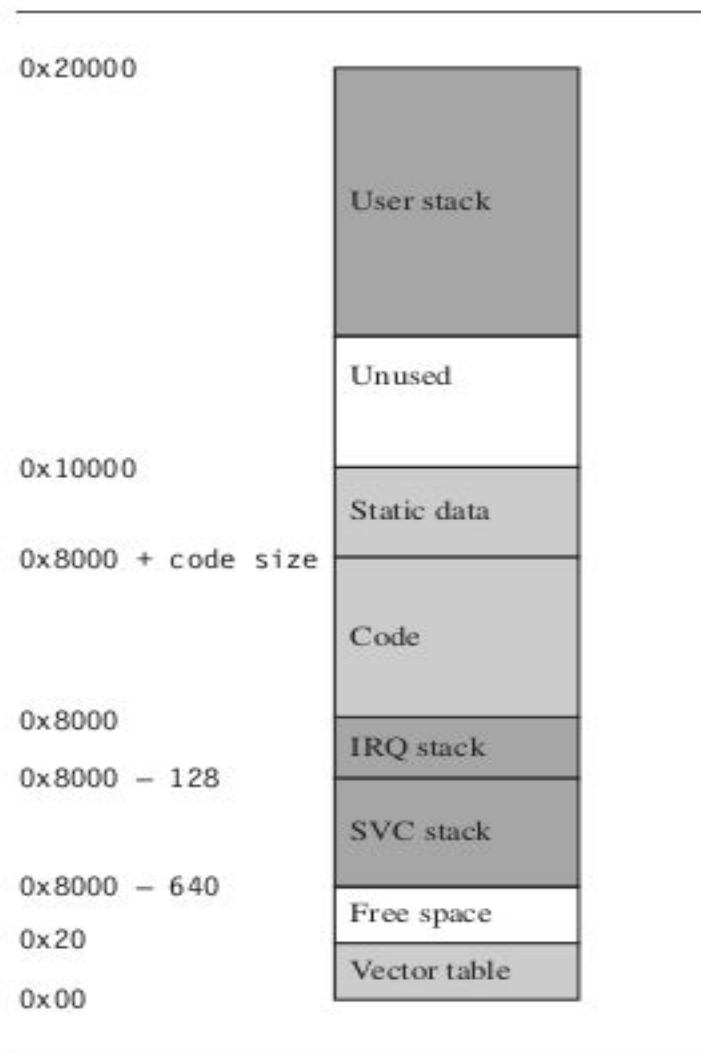 0x20000
User stack
Unused
0x10000
Static data
0x8000 + code size
Code
0x8000
IRQ stack
0x8000 – 128
SVC stack
0x8000 – 640
Free space
0x20
Vector table
0x00